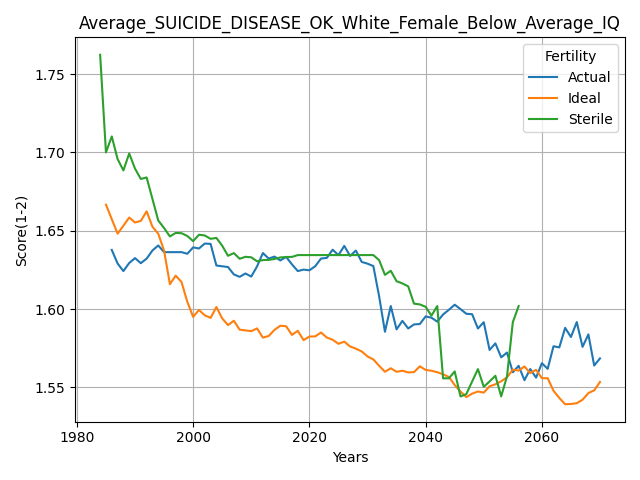 Average_SUICIDE_DISEASE_OK_White_Female_Below_Average_IQ
Fertility
Actual
Ideal
Sterile
Score(1-2)
1.75
1.70
1.65
1.60
1.55
1980
2000
2020
2040
2060
Years